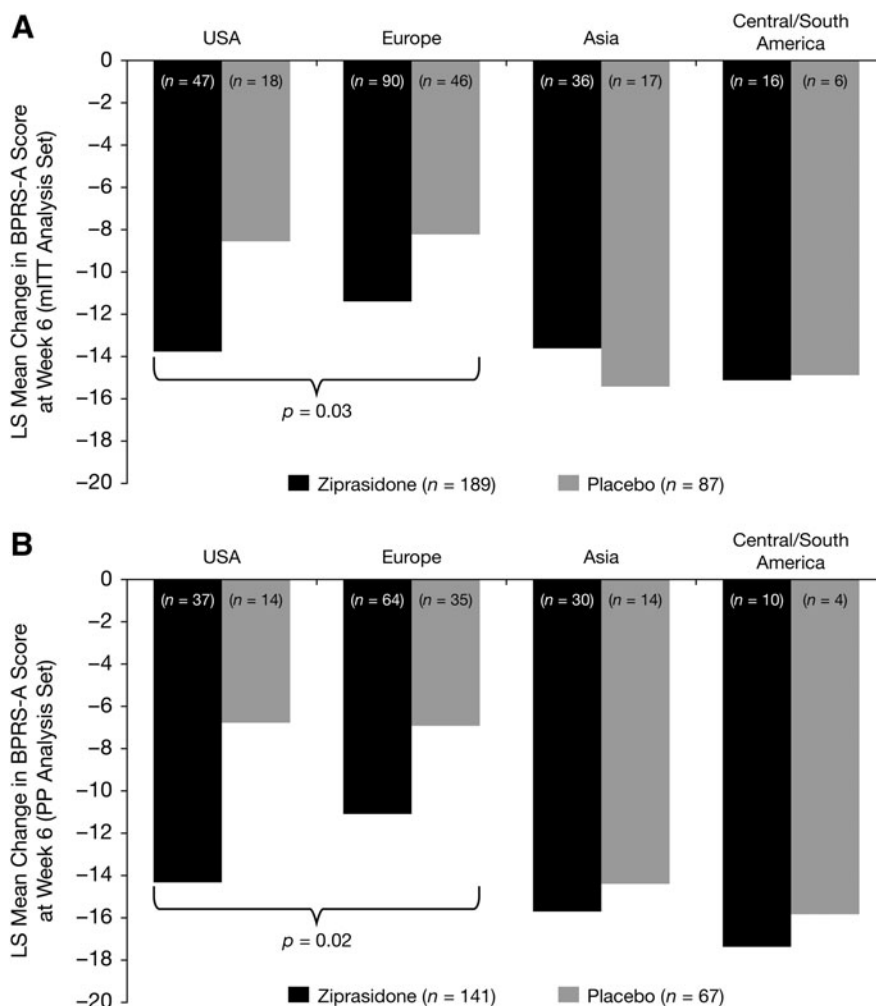 A
USA Europe Asia Central/South
America
0
(n = 47) (n = 18) (n = 90) (n = 46) (n = 36) (n = 17) (n = 16) (n = 6)
−2
−4
−6
−8
−10
−12
−14
−16
−18
−20
LS Mean Change in BPRS-A Score
at Week 6 (mITT Analysis Set)
p = 0.03
Ziprasidone (n = 189) Placebo (n = 87)
B
USA Europe Asia Central/South
America
0
(n = 37) (n = 14) (n = 64) (n = 35) (n = 30) (n = 14) (n = 10) (n = 4)
−2
−4
−6
−8
−10
−12
−14
−16
−18
−20
LS Mean Change in BPRS-A Score
at Week 6 (PP Analysis Set)
p = 0.02
Ziprasidone (n = 141) Placebo (n = 67)